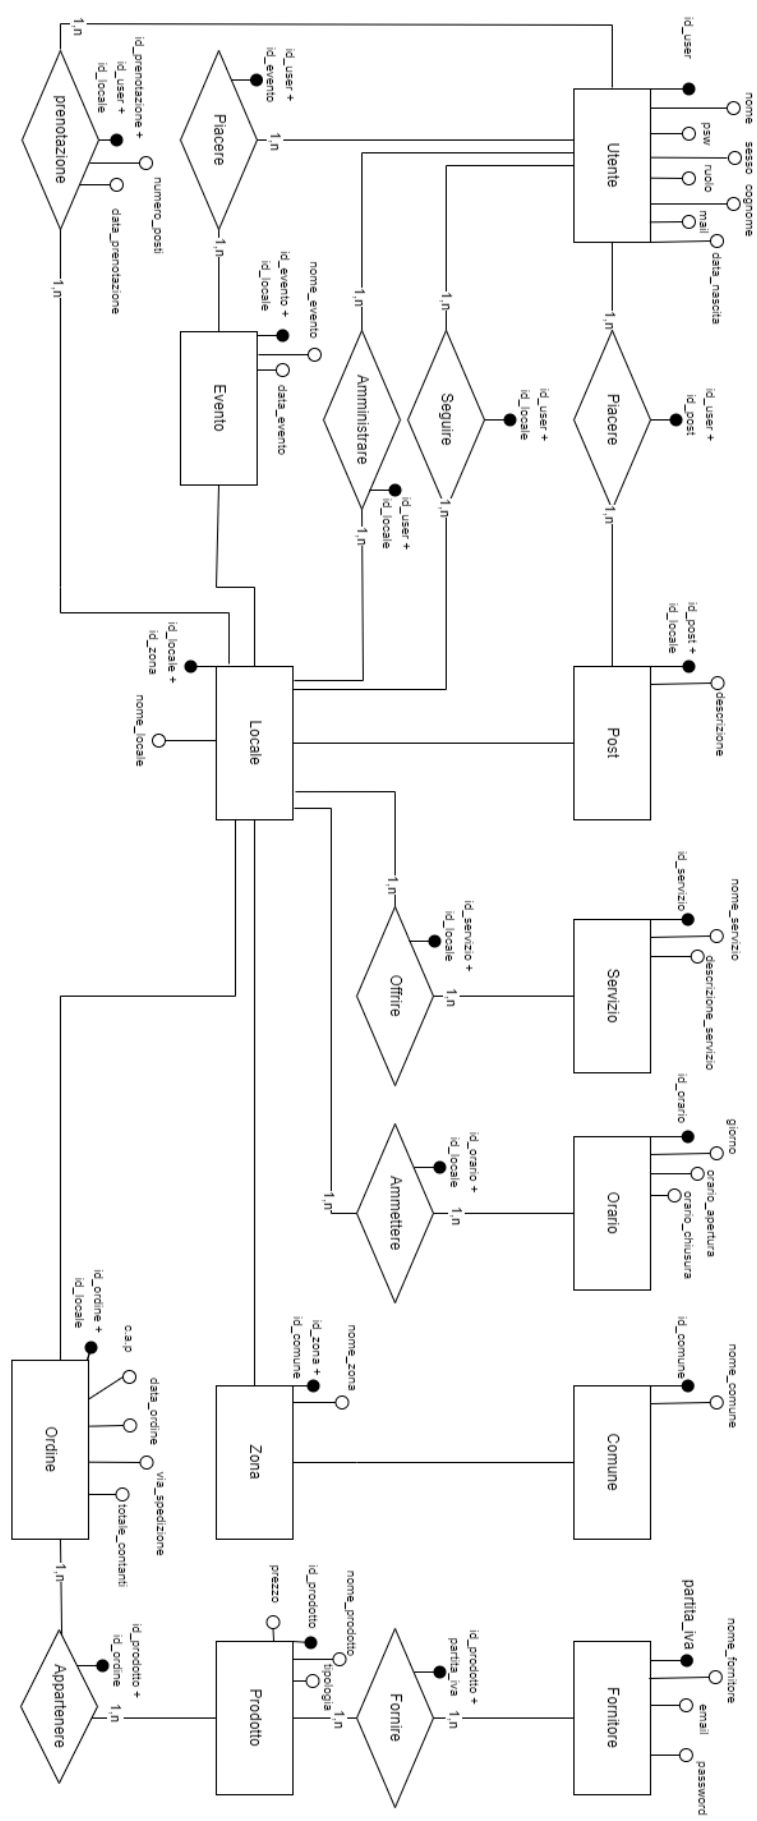 id_user
nome
psw
sesso
ruolo
cognome
mail
data_nascita
Utente
1,n
id_user +
id_post
Piacere
1,n
id_post +
id_locale
descrizione
Post
id_servizio
nome_servizio
descrizione_servizio
Servizio
id_orario
giorno
orario_apertura
orario_chiusura
Orario
id_comune
nome_comune
Comune
partita_iva
nome_fornitore
email
password
Fornitore
1,n
id_user +
id_locale
Seguire
1,n
1,n
Amministrare
id_user +
id_locale
1,n
1,n
id_servizio +
id_locale
Offrire
1,n
id_orario +
id_locale
Ammettere
1,n
1,n
id_prodotto +
partita_iva
Fornire
1,n
1,n
id_user +
id_evento
Piacere
1,n
1,n
id_evento +
id_locale
nome_evento
data_evento
Evento
id_locale +
id_zona
nome_locale
Locale
id_zona +
id_comune
nome_zona
Zona
prezzo
id_prodotto
nome_prodotto
tipologia
Prodotto
1,n
id_prenotazione +
id_user +
id_locale
numero_posti
data_prenotazione
prenotazione
1,n
id_ordine +
id_locale
c.a.p
data_ordine
via_spedizione
totale_contanti
Ordine
1,n
id_prodotto +
id_ordine
Appartenere
1,n